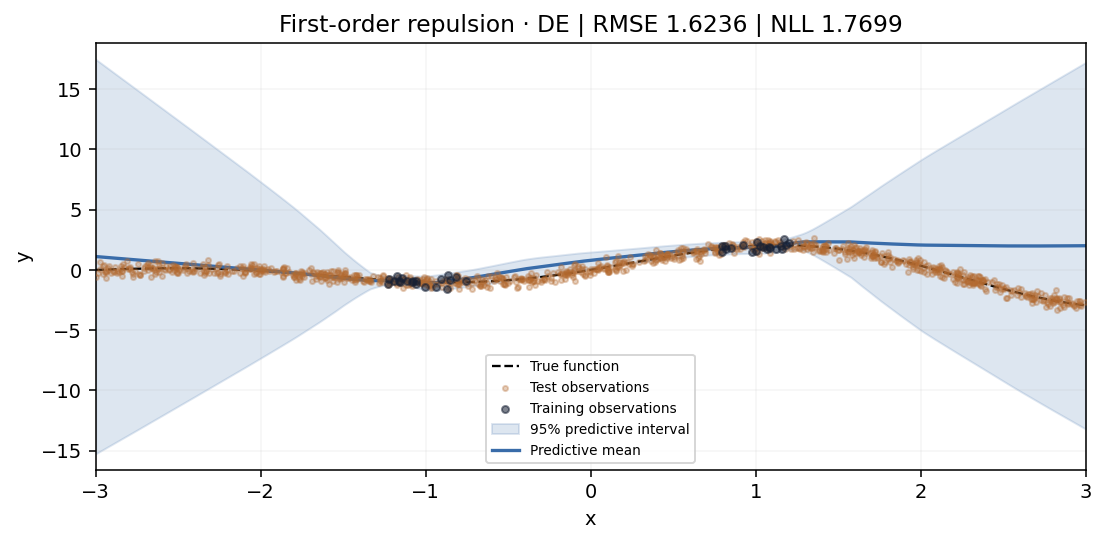 First-order repulsion · DE | RMSE 1.6236 | NLL 1.7699
15
10
5
0
−5
−10
−15
y
True function
Test observations
Training observations
95% predictive interval
Predictive mean
−3 −2 −1 0 1 2 3
x